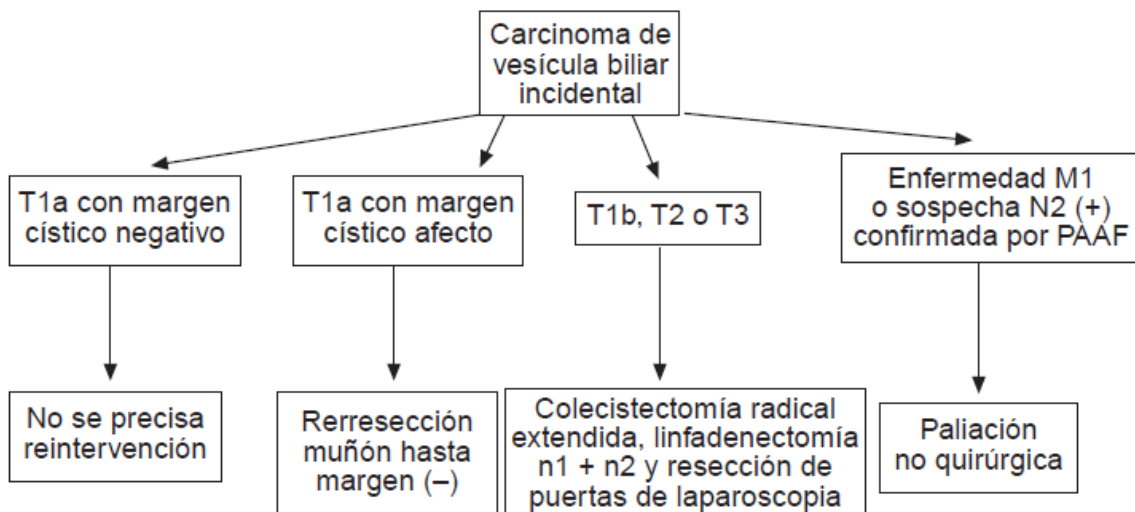 Carcinoma de
vesícula biliar
incidental
T1a con margen
cístico negativo
T1a con margen
cístico afecto
T1b, T2 o T3
Enfermedad M1
o sospecha N2 (+)
confirmada por PAAF
No se precisa
reintervención
Rerresección
muñón hasta
margen (–)
Colecistectomía radical
extendida, linfadenectomía
n1 + n2 y resección de
puertas de laparoscopia
Paliación
no quirúrgica